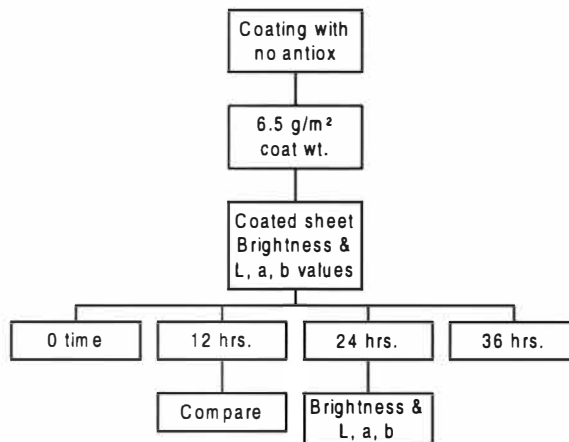 Coating with
no antiox
6.5 g/m²
coat wt.
Coated sheet
Brightness &
L, a, b values
0 time
12 hrs.
24 hrs.
36 hrs.
Compare
Brightness &
L, a, b